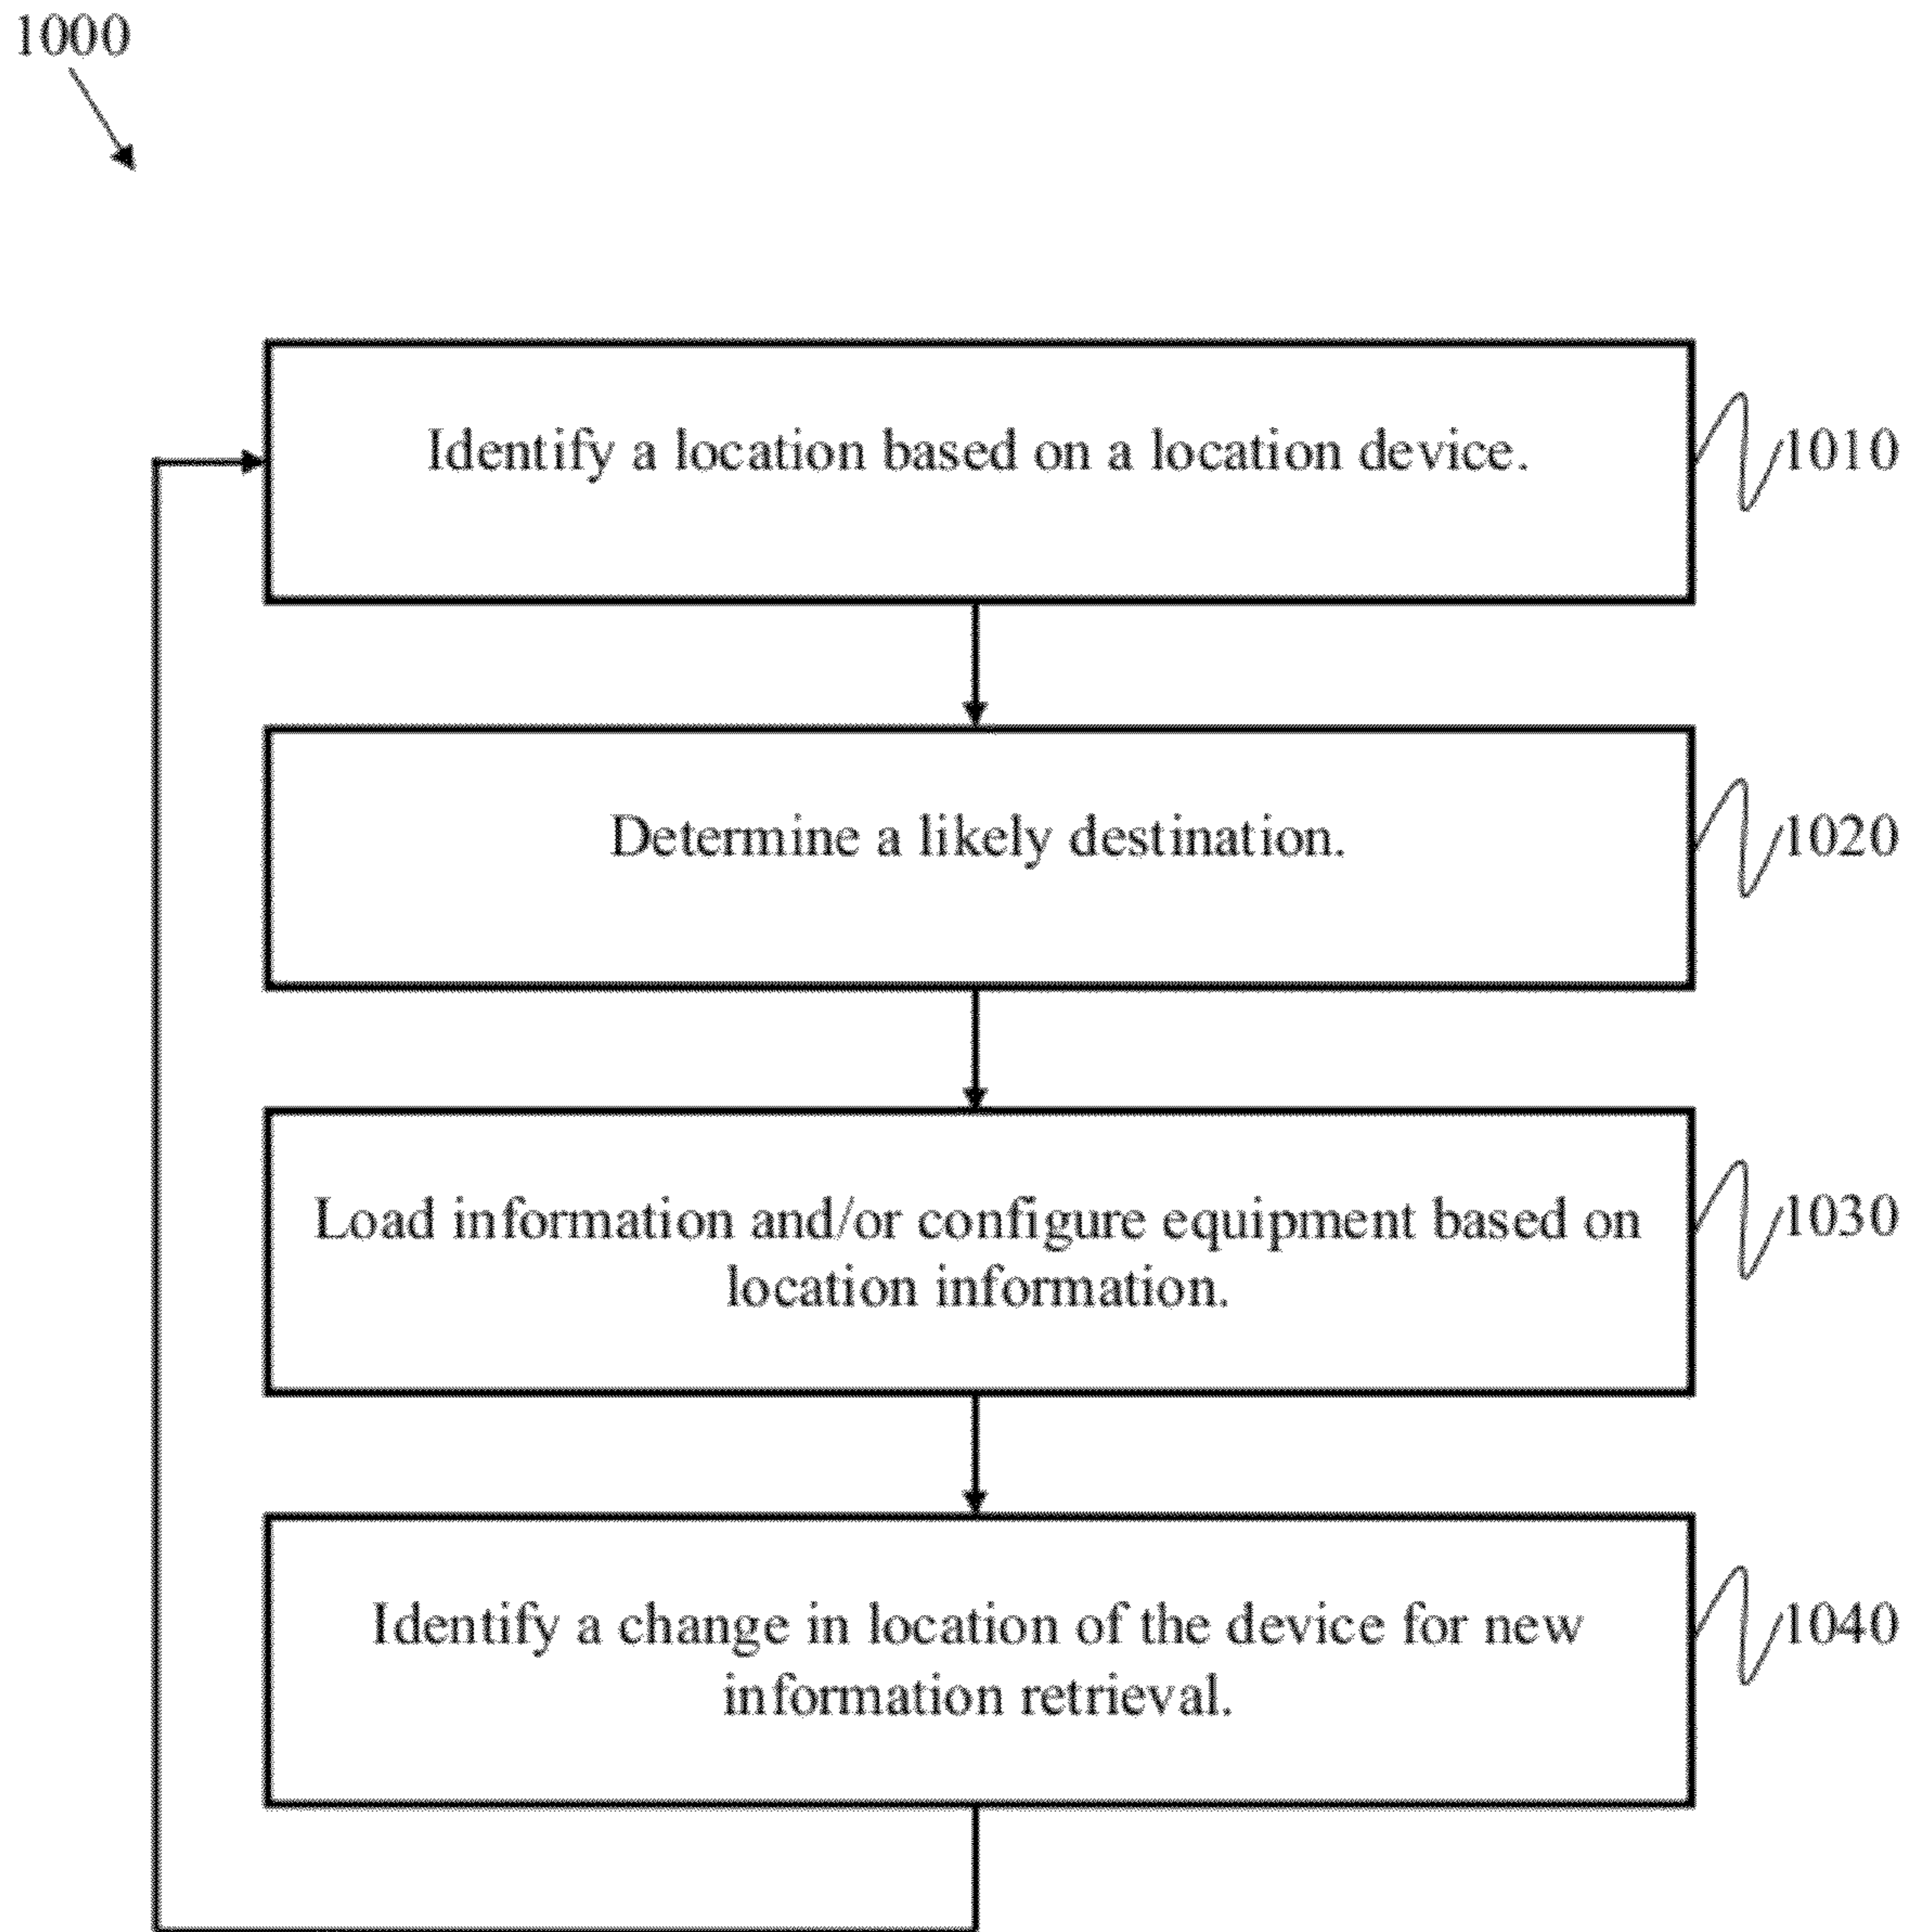 1000
Identify a location based on a location device.
1010
Determine a likely destination.
1020
Load information and/or configure equipment based on
location information.
1030
Identify a change in location of the device for new
information retrieval.
1040